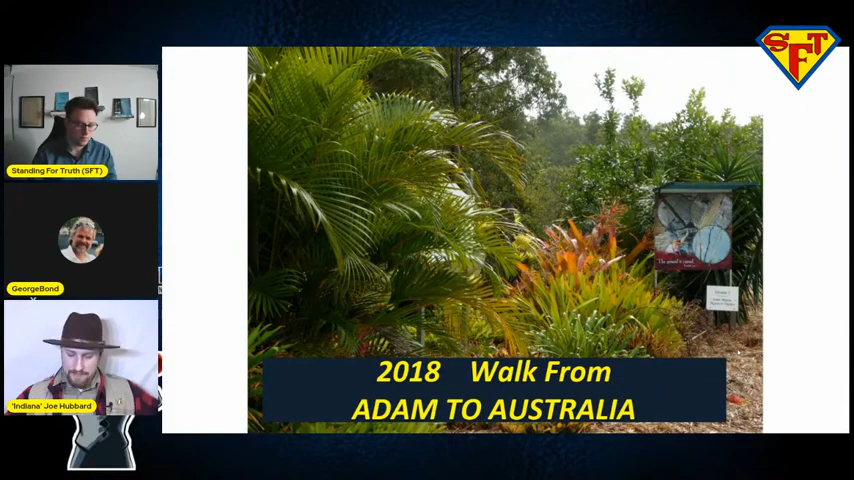 SFT
Standing For Truth (SFT)
GeorgeBond
'Indiana' Joe Hubbard
2018 Walk From
ADAM TO AUSTRALIA